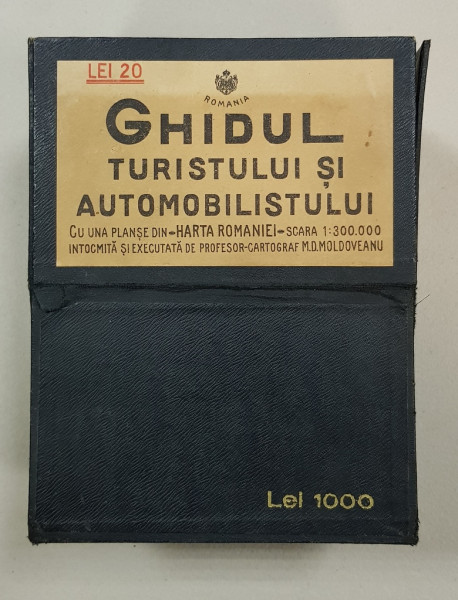 LEI 20
ROMANIA
GHIDUL
TURISTULUI ȘI
AUTOMOBILISTULUI
CU UNA PLANȘE DIN HARTA ROMANIEI SCARA 1:300.000
INTOCMITĂ ȘI EXECUTATĂ DE PROFESOR-CARTOGRAF M.D.MOLDOVEANU
Lei 1000